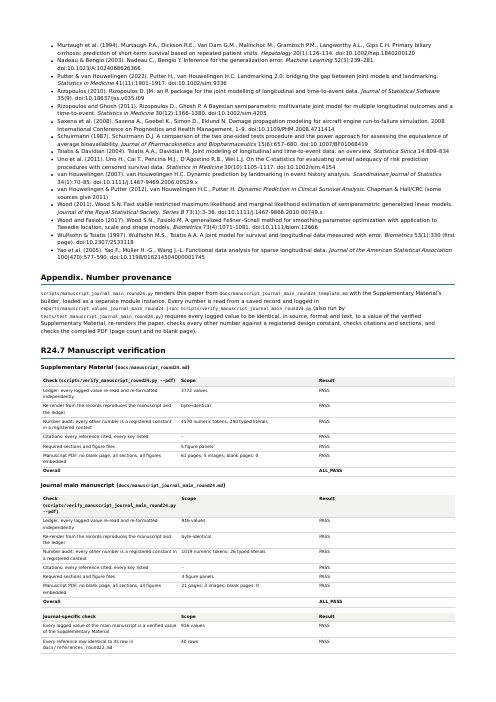 • Murtaugh et al. (1994). Murtaugh P.A., Dickson E.R., Van Dam G.M., Malinchoc M., Grambsch P.M., Langworthy A.L., Gips C.H. Primary biliary
cirrhosis: prediction of short-term survival based on repeated patient visits. Hepatology 20(1):126–134. doi:10.1002/hep.1840200120
• Nadeau & Bengio (2003). Nadeau C., Bengio Y. Inference for the generalization error. Machine Learning 52(3):239–281.
doi:10.1023/A:1024068626366
• Putter & van Houwelingen (2022). Putter H., van Houwelingen H.C. Landmarking 2.0: bridging the gap between joint models and landmarking.
Statistics in Medicine 41(11):1901–1917. doi:10.1002/sim.9336
• Rizopoulos (2010). Rizopoulos D. JM: an R package for the joint modelling of longitudinal and time-to-event data. Journal of Statistical Software
35(9). doi:10.18637/jss.v035.i09
• Rizopoulos and Ghosh (2011). Rizopoulos D., Ghosh P. A Bayesian semiparametric multivariate joint model for multiple longitudinal outcomes and a
time-to-event. Statistics in Medicine 30(12):1366–1380. doi:10.1002/sim.4205
• Saxena et al. (2008). Saxena A., Goebel K., Simon D., Eklund N. Damage propagation modeling for aircraft engine run-to-failure simulation. 2008
International Conference on Prognostics and Health Management, 1–9. doi:10.1109/PHM.2008.4711414
• Schuirmann (1987). Schuirmann D.J. A comparison of the two one-sided tests procedure and the power approach for assessing the equivalence of
average bioavailability. Journal of Pharmacokinetics and Biopharmaceutics 15(6):657–680. doi:10.1007/BF01068419
• Tsiatis & Davidian (2004). Tsiatis A.A., Davidian M. Joint modeling of longitudinal and time-to-event data: an overview. Statistica Sinica 14:809–834
• Uno et al. (2011). Uno H., Cai T., Pencina M.J., D'Agostino R.B., Wei L.J. On the C-statistics for evaluating overall adequacy of risk prediction
procedures with censored survival data. Statistics in Medicine 30(10):1105–1117. doi:10.1002/sim.4154
• van Houwelingen (2007). van Houwelingen H.C. Dynamic prediction by landmarking in event history analysis. Scandinavian Journal of Statistics
34(1):70–85. doi:10.1111/j.1467-9469.2006.00529.x
• van Houwelingen & Putter (2012). van Houwelingen H.C., Putter H. Dynamic Prediction in Clinical Survival Analysis. Chapman & Hall/CRC (some
sources give 2011)
• Wood (2011). Wood S.N. Fast stable restricted maximum likelihood and marginal likelihood estimation of semiparametric generalized linear models.
Journal of the Royal Statistical Society, Series B 73(1):3–36. doi:10.1111/j.1467-9868.2010.00749.x
• Wood and Fasiolo (2017). Wood S.N., Fasiolo M. A generalized Fellner-Schall method for smoothing parameter optimization with application to
Tweedie location, scale and shape models. Biometrics 73(4):1071–1081. doi:10.1111/biom.12666
• Wulfsohn & Tsiatis (1997). Wulfsohn M.S., Tsiatis A.A. A joint model for survival and longitudinal data measured with error. Biometrics 53(1):330 (first
page). doi:10.2307/2533118
• Yao et al. (2005). Yao F., Müller H.-G., Wang J.-L. Functional data analysis for sparse longitudinal data. Journal of the American Statistical Association
100(470):577–590. doi:10.1198/016214504000001745
Appendix. Number provenance
scripts/manuscript_journal_main_round24.py renders this paper from docs/manuscript_journal_main_round24_template.md with the Supplemental Material's
builder, loaded as a separate module instance. Every number is read from a saved record and logged in
reports/manuscript_values_journal_main_round24.json; scripts/verify_manuscript_journal_main_round24.py (also run by
tests/test_manuscript_journal_main_round24.py) requires every logged value to be identical, in source, format and text, to a value of the verified
Supplementary Material, re-renders the paper, checks every other number against a registered design constant, checks citations and sections, and
checks the compiled PDF (page count and no blank page).
R24.7 Manuscript verification
Supplementary Material (docs/manuscript_round24.md)
Check (scripts/verify_manuscript_round24.py --pdf) Scope Result
Ledger: every logged value re-read and re-formatted independently 3772 values PASS
Re-render from the records reproduces the manuscript and the ledger byte-identical PASS
Number audit: every other number is a registered constant in a registered context 4570 numeric tokens; 290 typed literals PASS
Citations: every reference cited, every key listed – PASS
Required sections and figure files 5 figure panels PASS
Manuscript PDF: no blank page, all sections, all figures embedded 61 pages; 5 images; blank pages: 0 PASS
Overall ALL_PASS
Journal main manuscript (docs/manuscript_journal_main_round24.md)
Check (scripts/verify_manuscript_journal_main_round24.py --pdf) Scope Result
Ledger: every logged value re-read and re-formatted independently 916 values PASS
Re-render from the records reproduces the manuscript and the ledger byte-identical PASS
Number audit: every other number is a registered constant in a registered context 1019 numeric tokens; 26 typed literals PASS
Citations: every reference cited, every key listed – PASS
Required sections and figure files 3 figure panels PASS
Manuscript PDF: no blank page, all sections, all figures embedded 21 pages; 3 images; blank pages: 0 PASS
Overall ALL_PASS
Journal-specific check Scope Result
Every logged value of the main manuscript is a verified value of the Supplementary Material 916 values PASS
Every reference row identical to its row in docs/references_round22.md 40 rows PASS